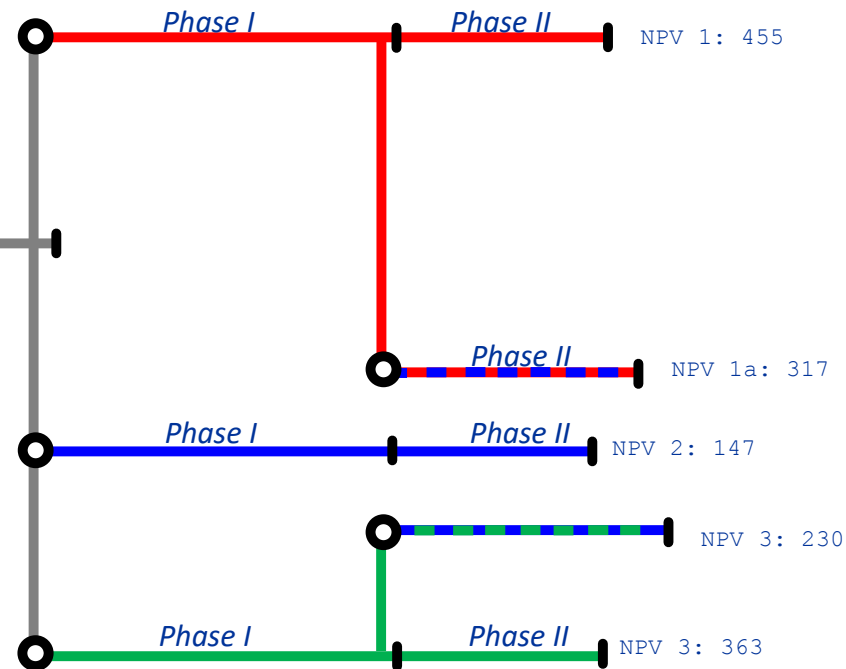 Phase I
Phase II
NPV 1: 455
Phase II
NPV 1a: 317
Phase I
Phase II
NPV 2: 147
NPV 3: 230
Phase I
Phase II
NPV 3: 363